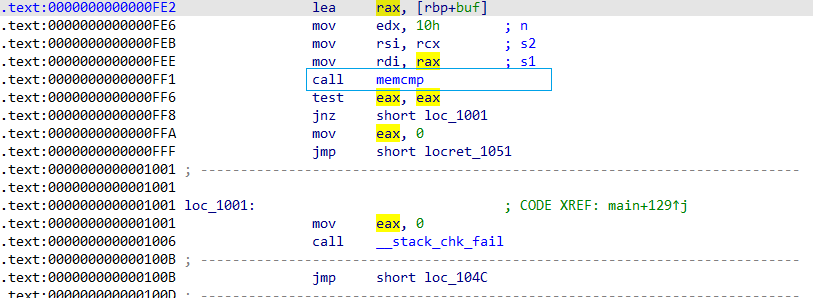 .text:0000000000000FE2 lea rax, [rbp+buf]
.text:0000000000000FE6 mov edx, 10h ; n
.text:0000000000000FEB mov rsi, rcx ; s2
.text:0000000000000FEE mov rdi, rax ; s1
.text:0000000000000FF1 call memcmp
.text:0000000000000FF6 test eax, eax
.text:0000000000000FF8 jnz short loc_1001
.text:0000000000000FFA mov eax, 0
.text:0000000000000FFF jmp short locret_1051
.text:0000000000001001 ; ---------------------------------------------------------------------------
.text:0000000000001001
.text:0000000000001001 loc_1001: ; CODE XREF: main+129↑j
.text:0000000000001001 mov eax, 0
.text:0000000000001006 call __stack_chk_fail
.text:000000000000100B ; ---------------------------------------------------------------------------
.text:000000000000100B jmp short loc_104C
.text:000000000000100D ; ---------------------------------------------------------------------------